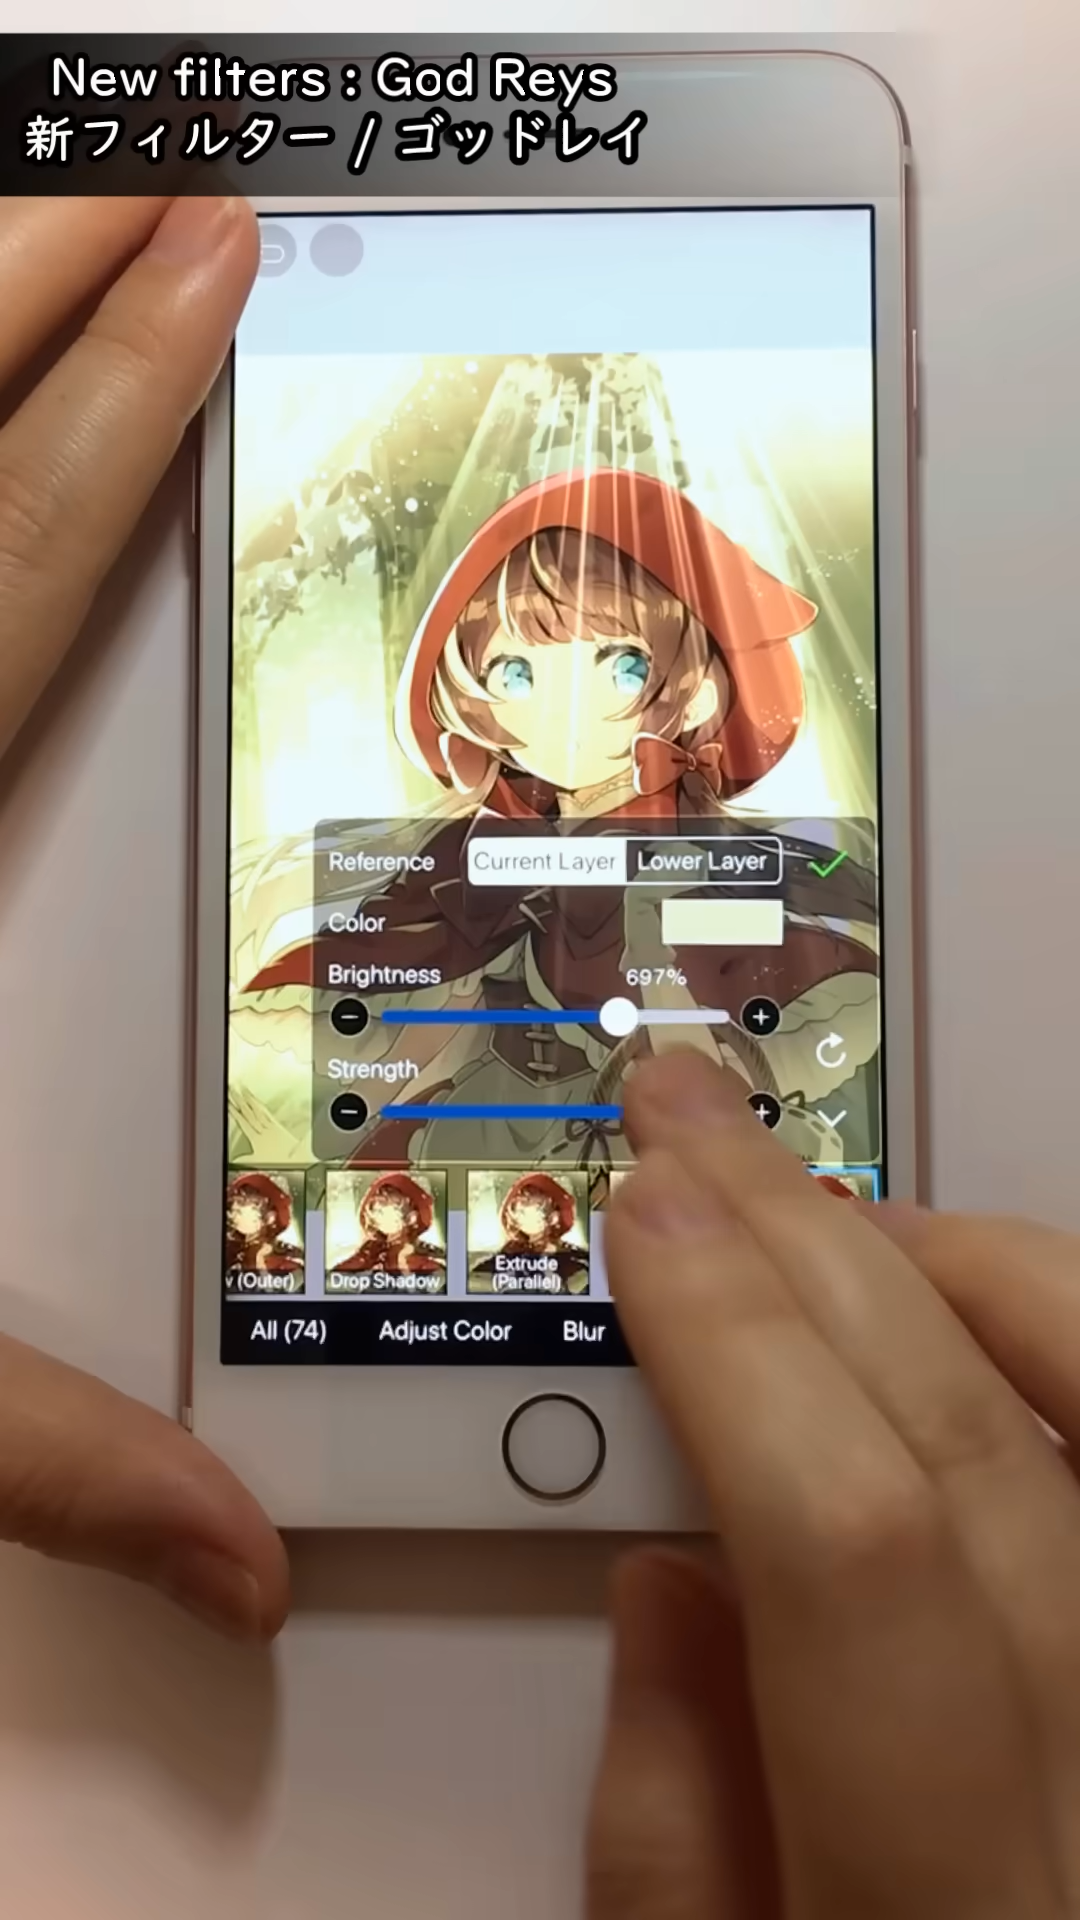 New filters : God Reys
新フィルター / ゴッドレイ
Reference
Current Layer
Lower Layer
Color
Brightness
697%
Strength
v (Outer)
Drop Shadow
Extrude
(Parallel)
All (74)
Adjust Color
Blur